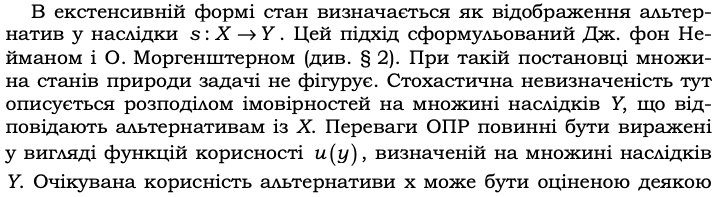 В екстенсивній формі стан визначається як відображення альтер-
натив у наслідки s : X → Y . Цей підхід сформульований Дж. фон Не-
йманом і О. Моргенштерном (див. § 2). При такій постановці множи-
на станів природи задачі не фігурує. Стохастична невизначеність тут
описується розподілом імовірностей на множині наслідків Y, що від-
повідають альтернативам із X. Переваги ОПР повинні бути виражені
у вигляді функцій корисності u(y), визначеній на множині наслідків
Y. Очікувана корисність альтернативи x може бути оціненою деякою